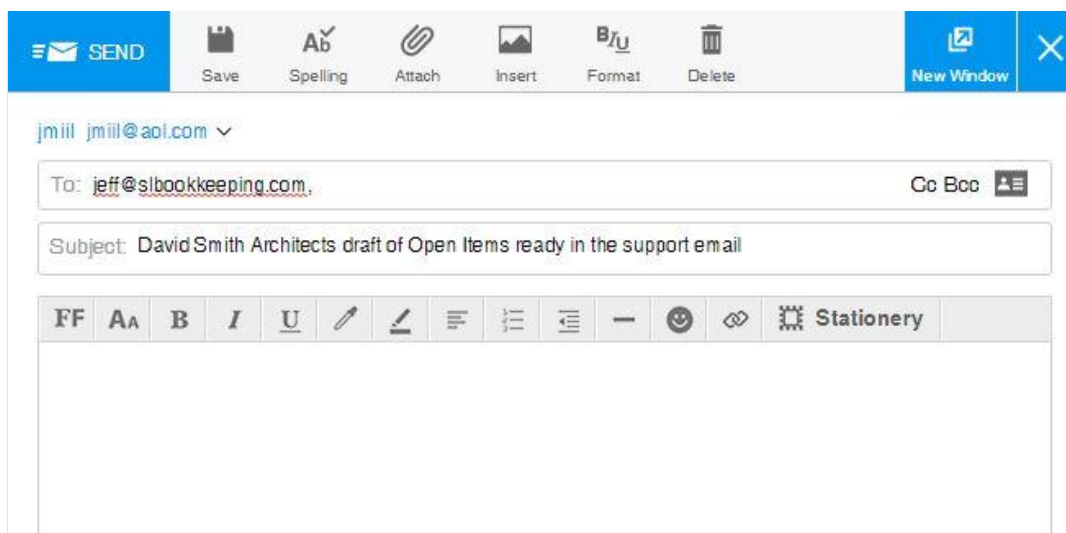 SEND
Save
Spelling
Attach
Insert
Format
Delete
New Window
jmiil jmiil@aol.com
To: jeff@slbookkeeping.com,
Cc Bcc
Subject: David Smith Architects draft of Open Items ready in the support email
FF AA B I U Stationery